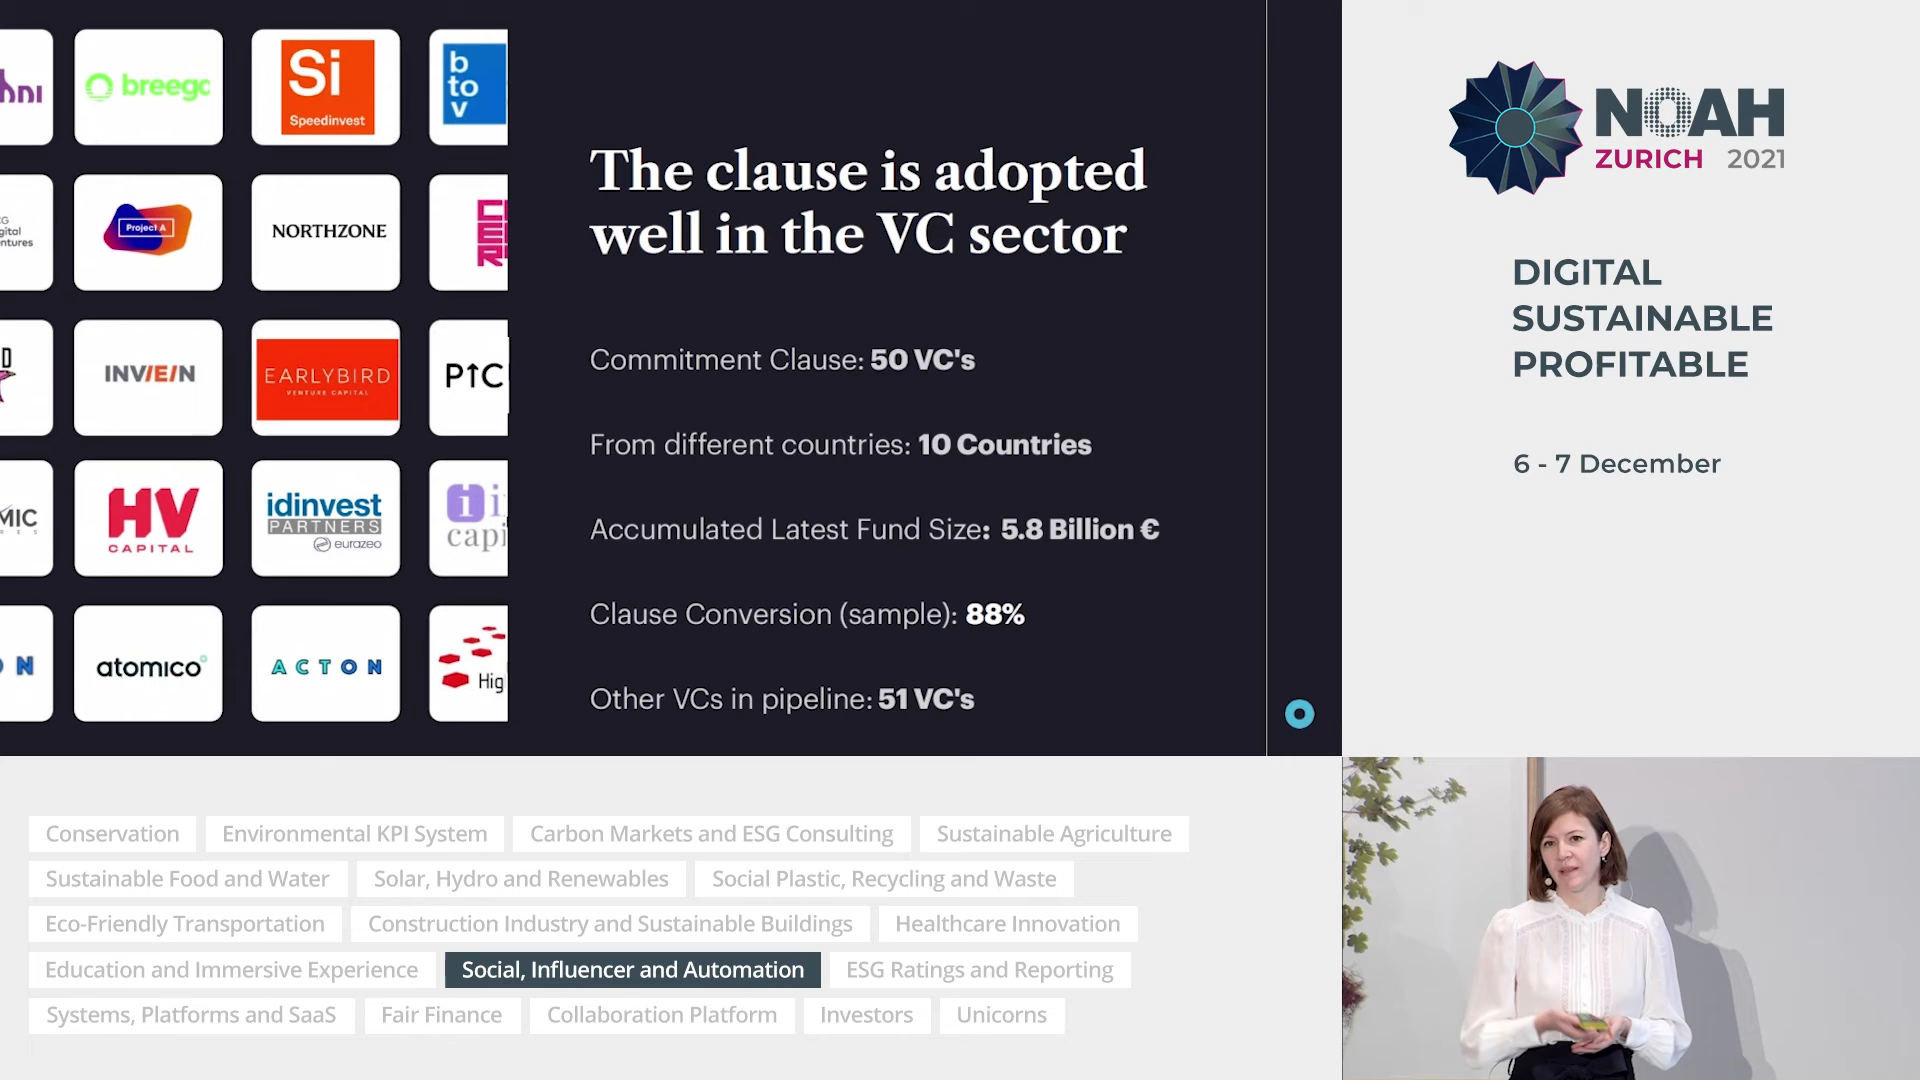 breega
Si
Speedinvest
b
to
v
Project A
NORTHZONE
INVEN
EARLYBIRD
VENTURE CAPITAL
HV
CAPITAL
idinvest
PARTNERS
eurazeo
atomico
ACTON
The clause is adopted
well in the VC sector
Commitment Clause: 50 VC's
From different countries: 10 Countries
Accumulated Latest Fund Size: 5.8 Billion €
Clause Conversion (sample): 88%
Other VCs in pipeline: 51 VC's
NOAH
ZURICH 2021
DIGITAL
SUSTAINABLE
PROFITABLE
6 - 7 December
Conservation Environmental KPI System Carbon Markets and ESG Consulting Sustainable Agriculture
Sustainable Food and Water Solar, Hydro and Renewables Social Plastic, Recycling and Waste
Eco-Friendly Transportation Construction Industry and Sustainable Buildings Healthcare Innovation
Education and Immersive Experience Social, Influencer and Automation ESG Ratings and Reporting
Systems, Platforms and SaaS Fair Finance Collaboration Platform Investors Unicorns